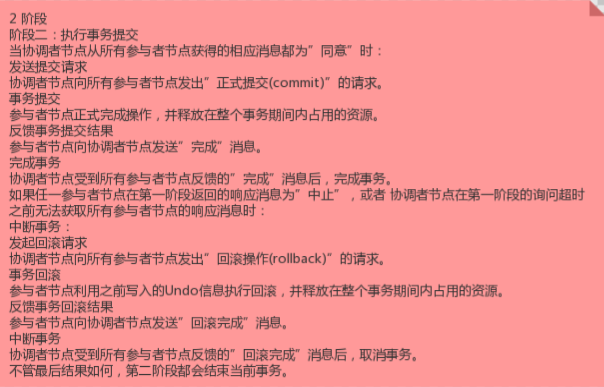 2 阶段
阶段二：执行事务提交
当协调者节点从所有参与者节点获得的相应消息都为”同意”时：
发送提交请求
协调者节点向所有参与者节点发出”正式提交(commit)”的请求。
事务提交
参与者节点正式完成操作，并释放在整个事务期间内占用的资源。
反馈事务提交结果
参与者节点向协调者节点发送”完成”消息。
完成事务
协调者节点受到所有参与者节点反馈的”完成”消息后，完成事务。
如果任一参与者节点在第一阶段返回的响应消息为”中止”，或者 协调者节点在第一阶段的询问超时
之前无法获取所有参与者节点的响应消息时：
中断事务：
发起回滚请求
协调者节点向所有参与者节点发出”回滚操作(rollback)”的请求。
事务回滚
参与者节点利用之前写入的Undo信息执行回滚，并释放在整个事务期间内占用的资源。
反馈事务回滚结果
参与者节点向协调者节点发送”回滚完成”消息。
中断事务
协调者节点受到所有参与者节点反馈的”回滚完成”消息后，取消事务。
不管最后结果如何，第二阶段都会结束当前事务。